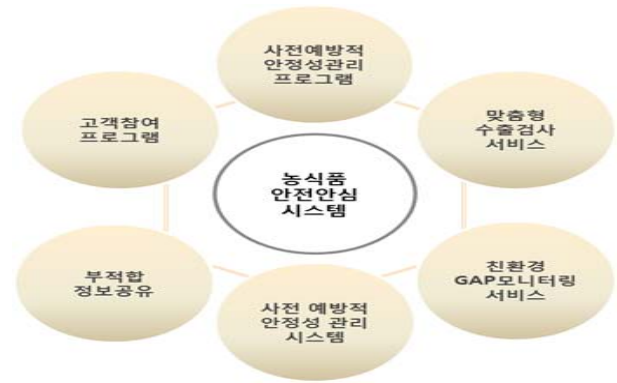 사전예방적
안정성관리
프로그램
고객참여
프로그램
맞춤형
수출검사
서비스
농식품
안전안심
시스템
부적합
정보공유
친환경
GAP모니터링
서비스
사전 예방적
안정성 관리
시스템